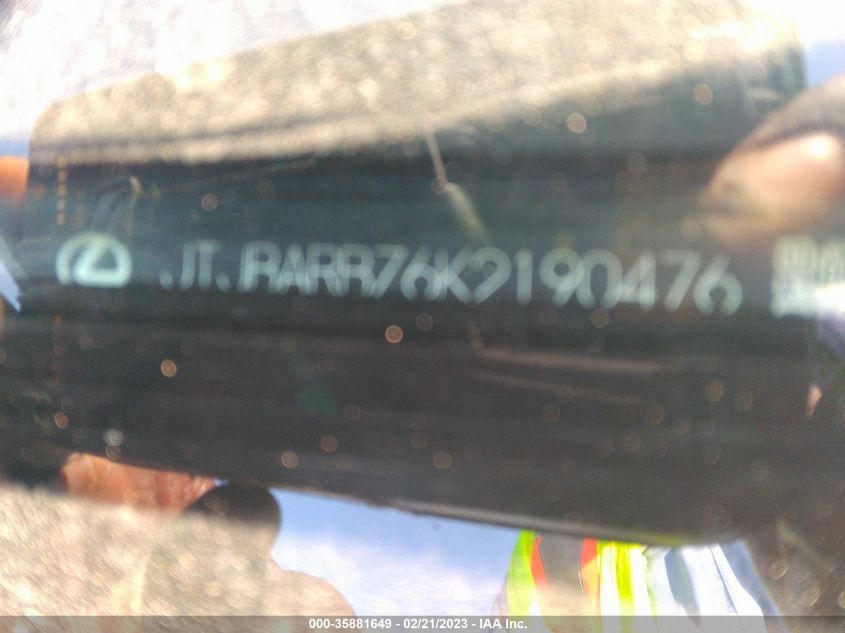 JTJBARBZ6K2190476
000-35881649 - 02/21/2023 - IAA Inc.